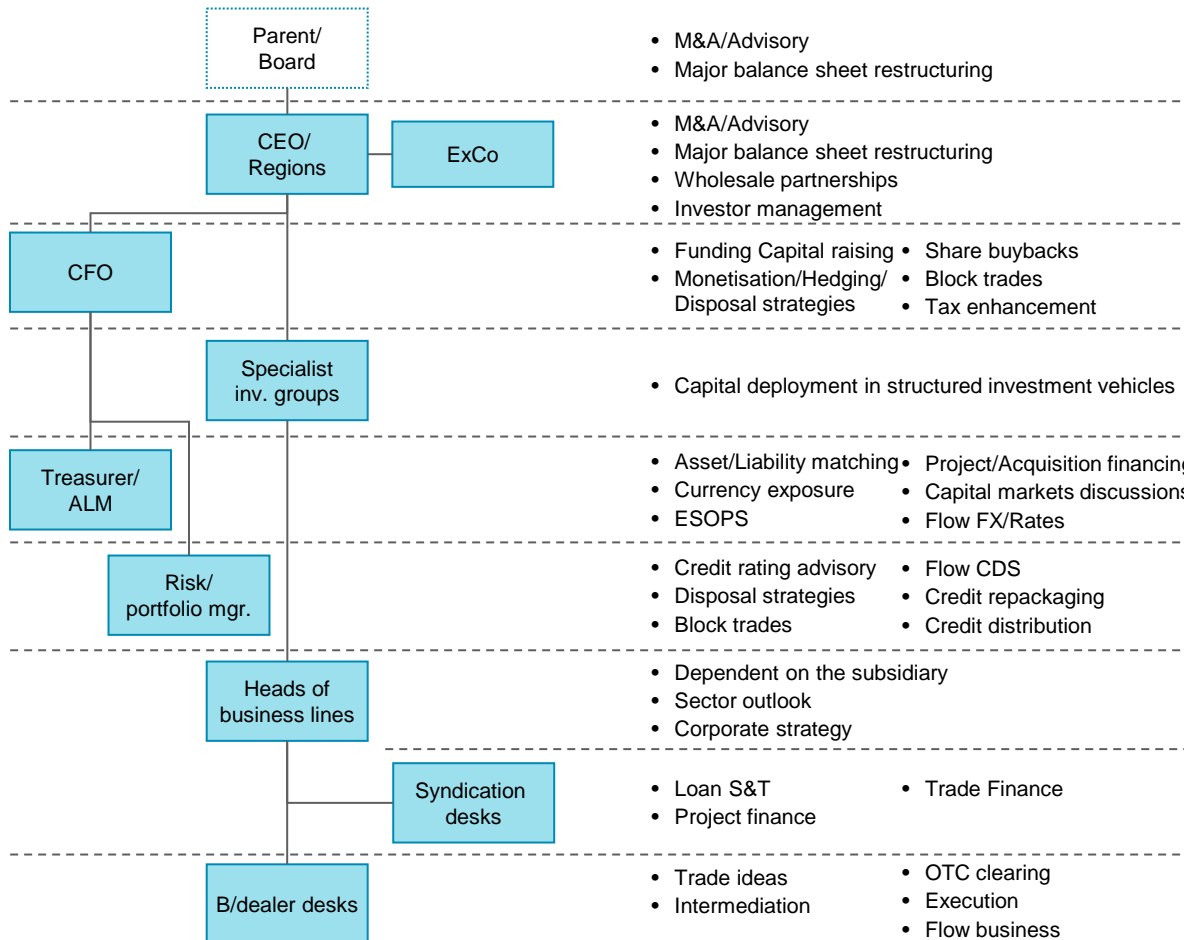 Parent/
Board
• M&A/Advisory
• Major balance sheet restructuring
CEO/
Regions
ExCo
• M&A/Advisory
• Major balance sheet restructuring
• Wholesale partnerships
• Investor management
CFO
• Funding Capital raising
• Monetisation/Hedging/
Disposal strategies
• Share buybacks
• Block trades
• Tax enhancement
Specialist
inv. groups
• Capital deployment in structured investment vehicles
Treasurer/
ALM
• Asset/Liability matching
• Currency exposure
• ESOPS
• Project/Acquisition financing
• Capital markets discussions
• Flow FX/Rates
Risk/
portfolio mgr.
• Credit rating advisory
• Disposal strategies
• Block trades
• Flow CDS
• Credit repackaging
• Credit distribution
Heads of
business lines
• Dependent on the subsidiary
• Sector outlook
• Corporate strategy
Syndication
desks
• Loan S&T
• Project finance
• Trade Finance
B/dealer desks
• Trade ideas
• Intermediation
• OTC clearing
• Execution
• Flow business